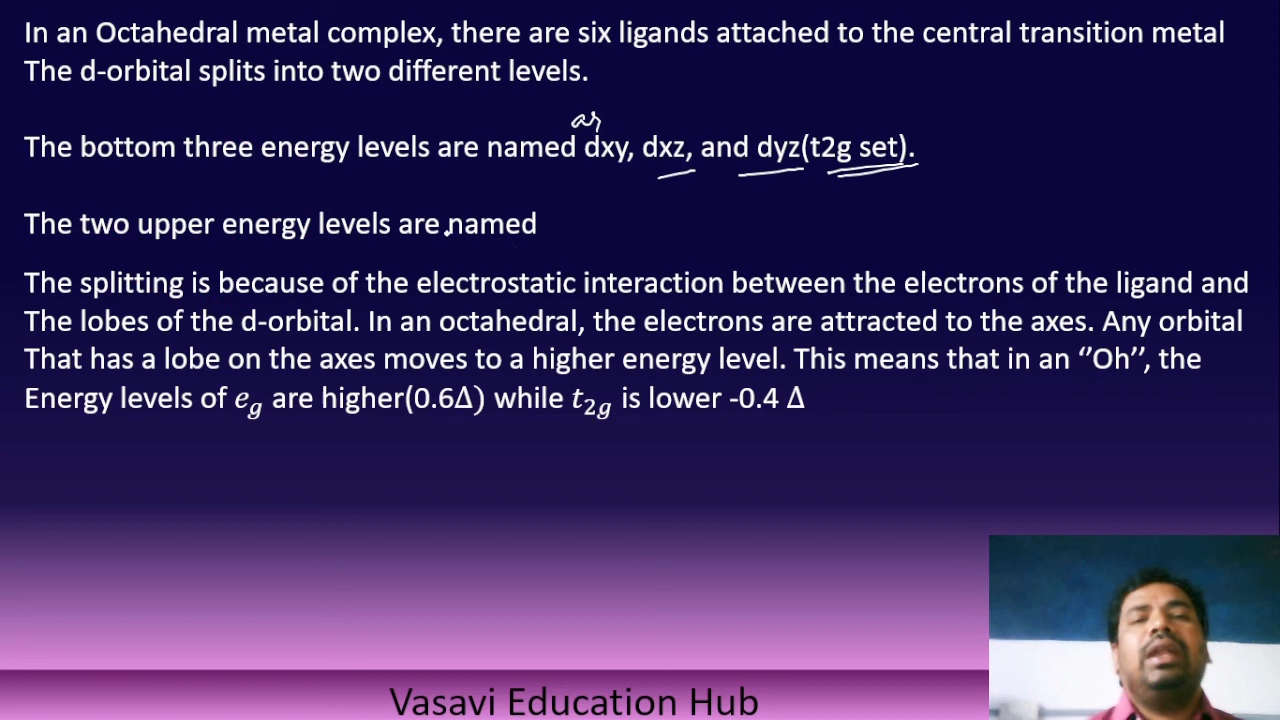 In an Octahedral metal complex, there are six ligands attached to the central transition metal
The d-orbital splits into two different levels.
as
The bottom three energy levels are named dxy, dxz, and dyz(t2g set).
The two upper energy levels are named
The splitting is because of the electrostatic interaction between the electrons of the ligand and
The lobes of the d-orbital. In an octahedral, the electrons are attracted to the axes. Any orbital
That has a lobe on the axes moves to a higher energy level. This means that in an ‘’Oh’’, the
Energy levels of e_g are higher(0.6Δ) while t_{2g} is lower -0.4 Δ
Vasavi Education Hub